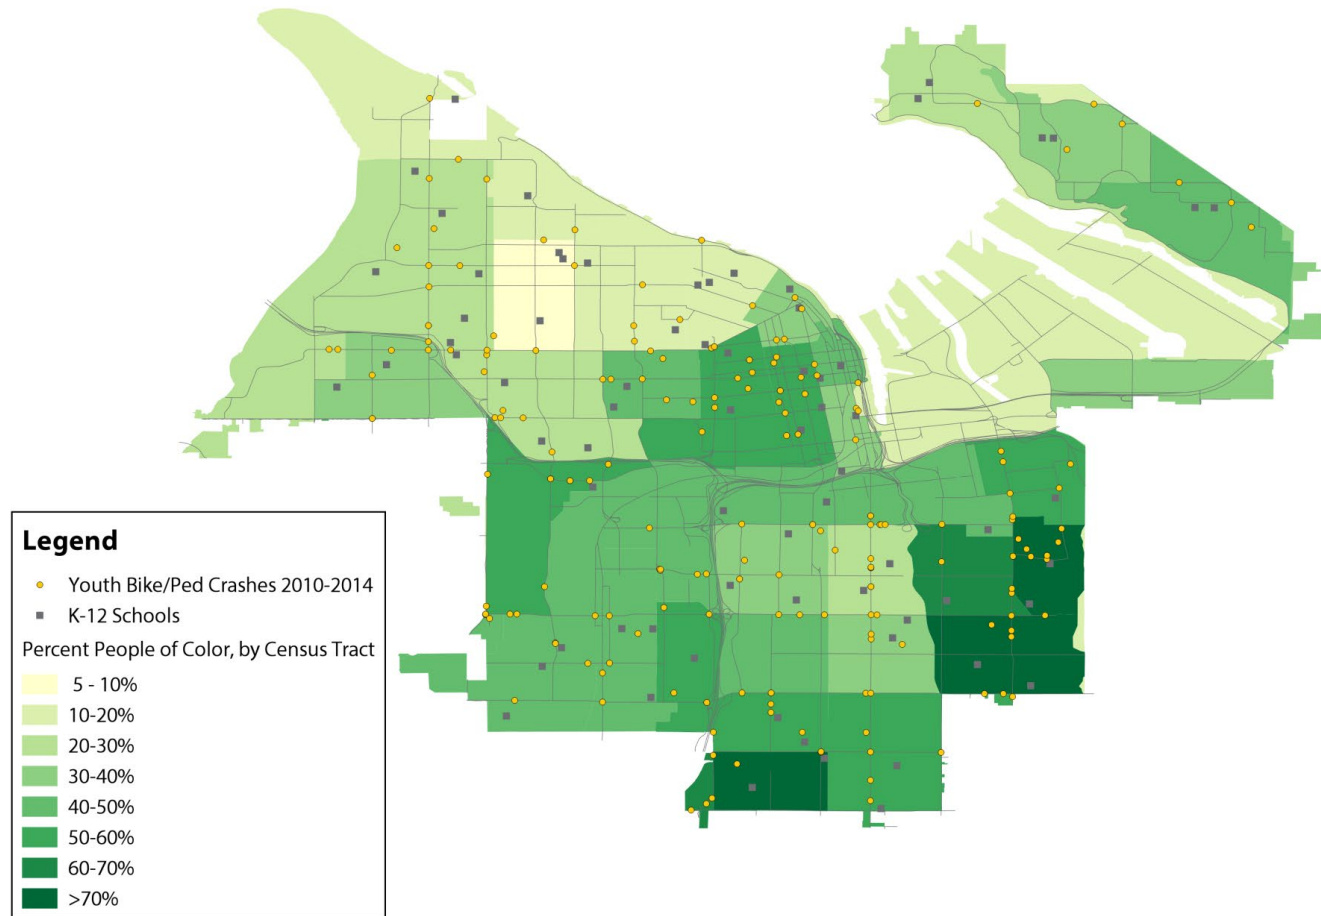 Legend
Youth Bike/Ped Crashes 2010-2014
K-12 Schools
Percent People of Color, by Census Tract
5 - 10%
10-20%
20-30%
30-40%
40-50%
50-60%
60-70%
>70%